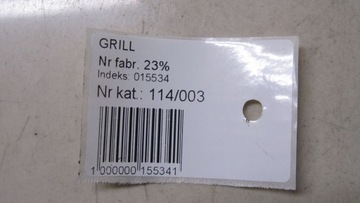 GRILL
Nr fabr. 23%
Indeks: 015534
Nr kat.: 114/003
1 000000 155341